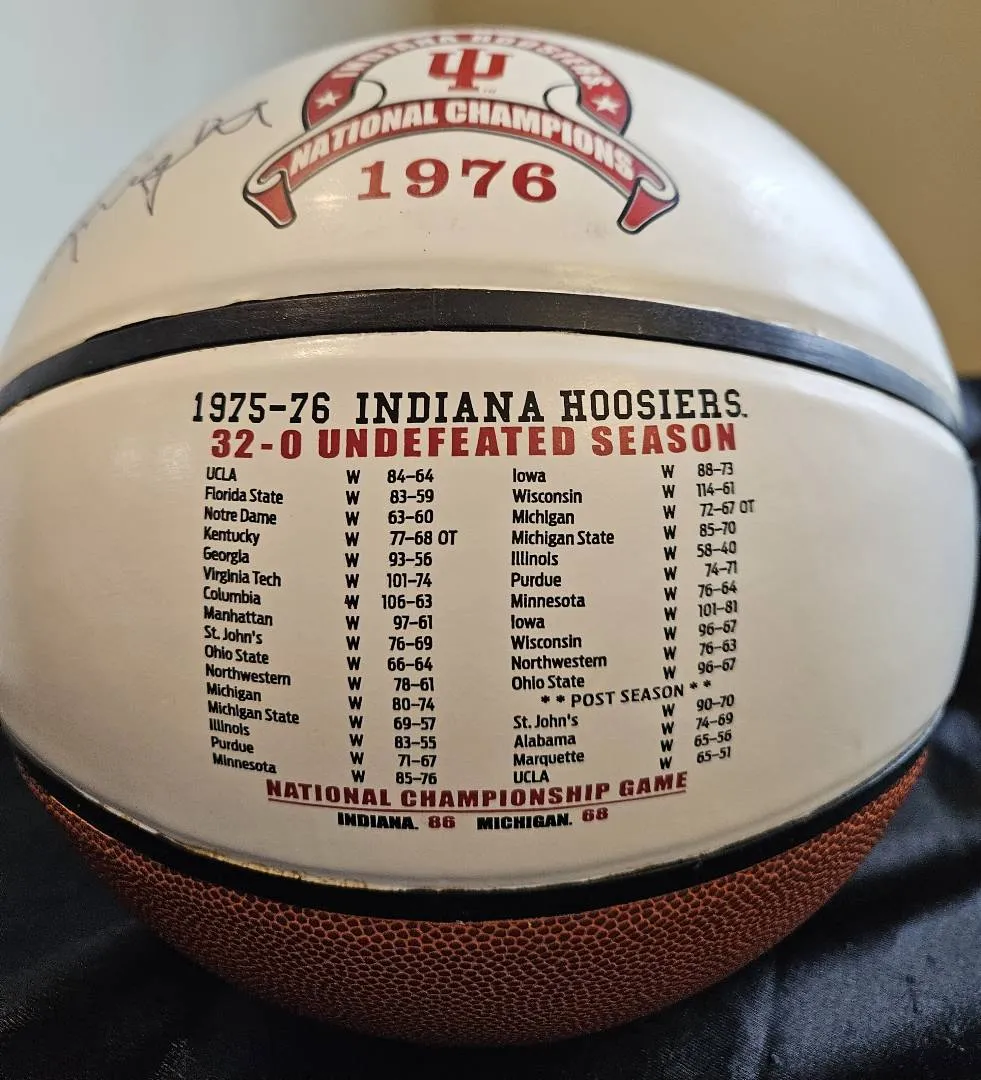 INDIANA HOOSIERS
IU
NATIONAL CHAMPIONS
1976
1975-76 INDIANA HOOSIERS.
32-0 UNDEFEATED SEASON
UCLA W 84-64
Florida State W 83-59
Notre Dame W 63-60
Kentucky W 77-68 OT
Georgia W 93-56
Virginia Tech W 101-74
Columbia W 106-63
Manhattan W 97-61
St. John's W 76-69
Ohio State W 66-64
Northwestern W 78-61
Michigan W 80-74
Michigan State W 69-57
Illinois W 83-55
Purdue W 71-67
Minnesota W 85-76
Iowa W 88-73
Wisconsin W 114-61
Michigan W 72-67 OT
Michigan State W 85-70
Illinois W 58-40
Purdue W 74-71
Minnesota W 76-64
Iowa W 101-81
Wisconsin W 96-67
Northwestern W 76-63
Ohio State W 96-67
* * POST SEASON * *
St. John's W 90-70
Alabama W 74-69
Marquette W 65-56
UCLA W 65-51
NATIONAL CHAMPIONSHIP GAME
INDIANA. 86 MICHIGAN. 68